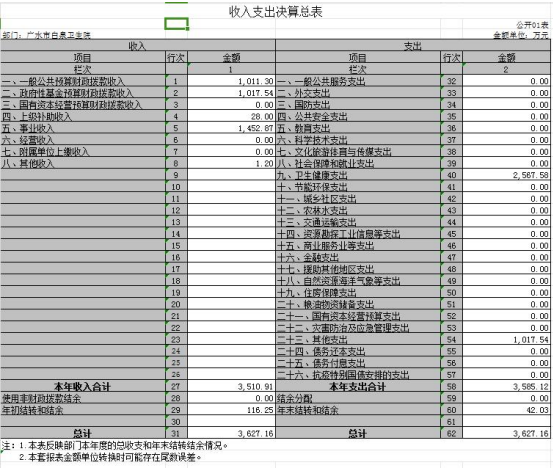 收入支出决算总表
公开01表
部门：广水市白泉卫生院 金额单位：万元
收入 支出
项目 行次 金额 项目 行次 金额
栏次 1 栏次 2
一、一般公共预算财政拨款收入 1 1,011.30 一、一般公共服务支出 32 0.00
二、政府性基金预算财政拨款收入 2 1,017.54 二、外交支出 33 0.00
三、国有资本经营预算财政拨款收入 3 0.00 三、国防支出 34 0.00
四、上级补助收入 4 28.00 四、公共安全支出 35 0.00
五、事业收入 5 1,452.87 五、教育支出 36 0.00
六、经营收入 6 0.00 六、科学技术支出 37 0.00
七、附属单位上缴收入 7 0.00 七、文化旅游体育与传媒支出 38 0.00
八、其他收入 8 1.20 八、社会保障和就业支出 39 0.00
9 九、卫生健康支出 40 2,567.58
10 十、节能环保支出 41 0.00
11 十一、城乡社区支出 42 0.00
12 十二、农林水支出 43 0.00
13 十三、交通运输支出 44 0.00
14 十四、资源勘探工业信息等支出 45 0.00
15 十五、商业服务业等支出 46 0.00
16 十六、金融支出 47 0.00
17 十七、援助其他地区支出 48 0.00
18 十八、自然资源海洋气象等支出 49 0.00
19 十九、住房保障支出 50 0.00
20 二十、粮油物资储备支出 51 0.00
21 二十一、国有资本经营预算支出 52 0.00
22 二十二、灾害防治及应急管理支出 53 0.00
23 二十三、其他支出 54 1,017.54
24 二十四、债务还本支出 55 0.00
25 二十五、债务付息支出 56 0.00
26 二十六、抗疫特别国债安排的支出 57 0.00
本年收入合计 27 3,510.91 本年支出合计 58 3,585.12
使用非财政拨款结余 28 0.00 结余分配 59 0.00
年初结转和结余 29 116.25 年末结转和结余 60 42.03
30 61
总计 31 3,627.16 总计 62 3,627.16
注：1.本表反映部门本年度的总收支和年末结转结余情况。
2.本套报表金额单位转换时可能存在尾数误差。